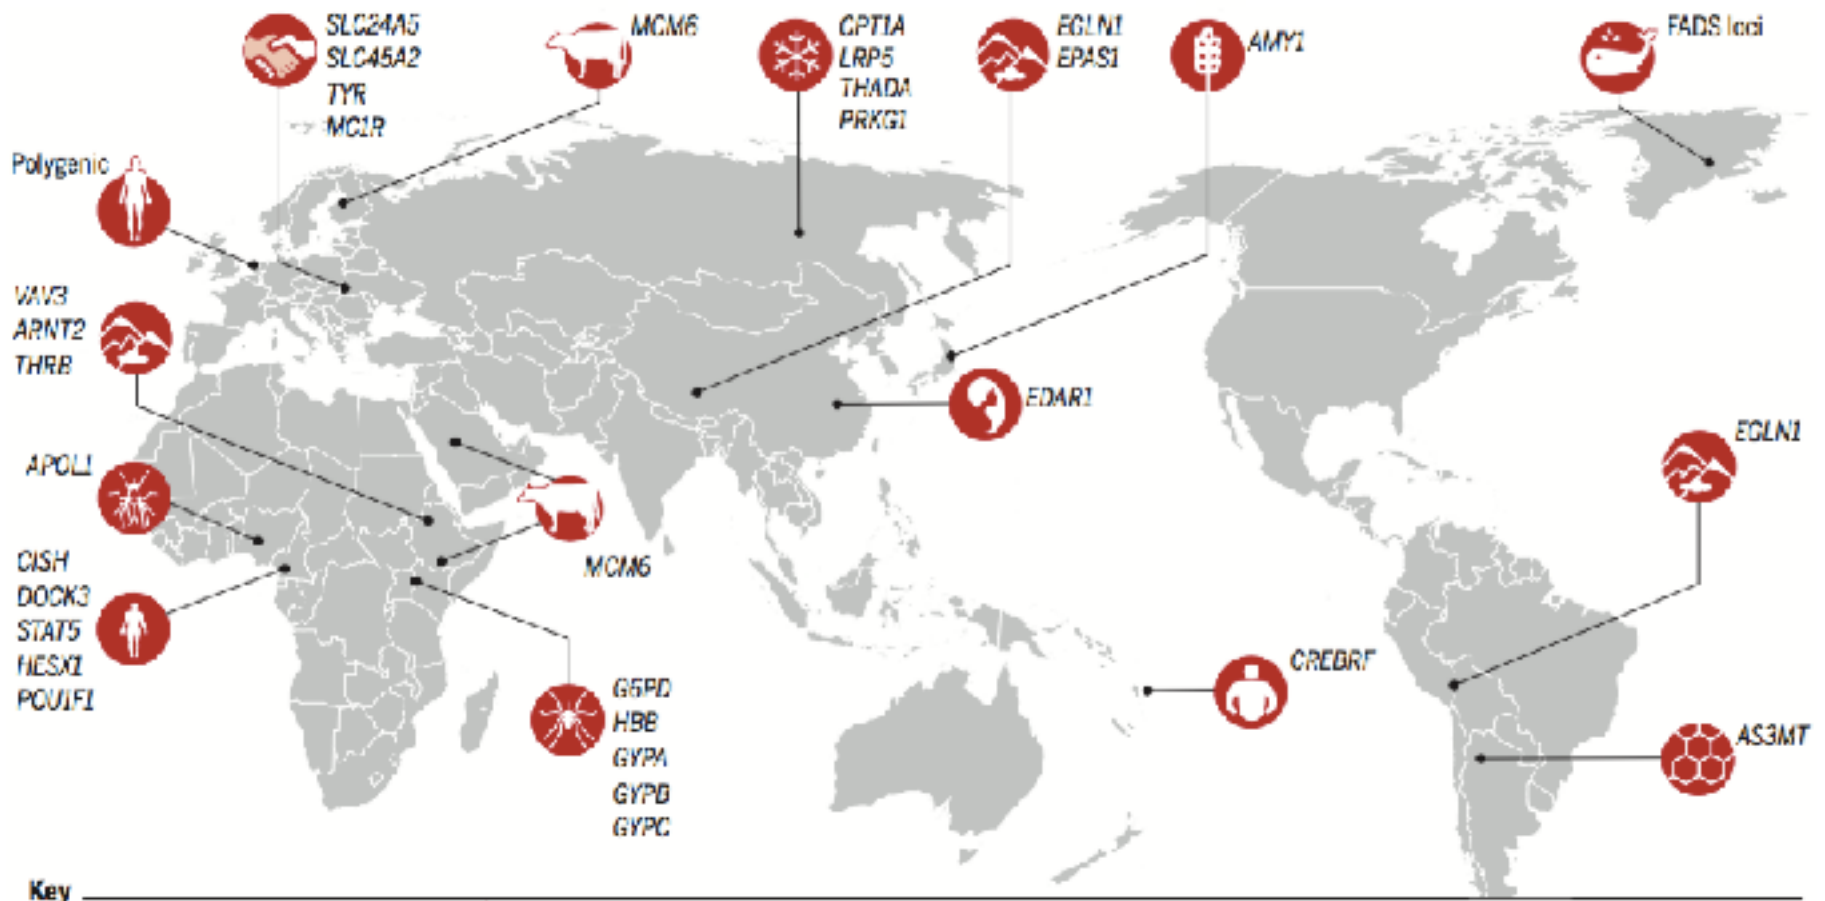 SLC24A5
SLC45A2
TYR
MC1R
MCM6
CPT1A
LRP5
THADA
PRKG1
EGLN1
EPAS1
AMY1
FADS loci
Polygenic
VAV3
ARNT2
THRB
EDAR1
APOL1
EGLN1
CISH
DOCK3
STAT5
HESX1
POU1F1
MCM6
G6PD
HBB
GYPA
GYPB
GYPC
CREBRF
AS3MT
Key